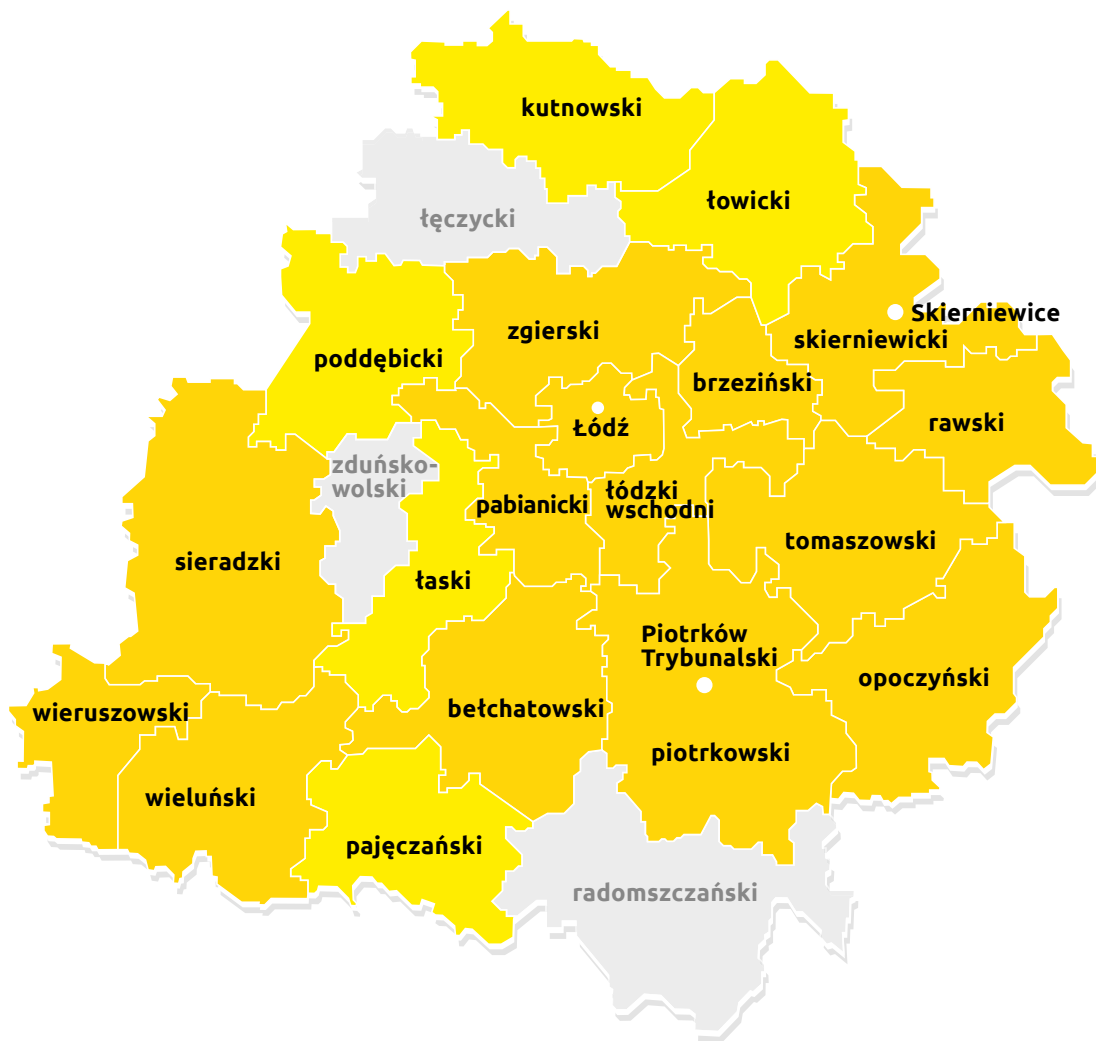 kutnowski
łowicki
łęczycki
Skierniewice
zgierski
skierniewicki
poddębicki
brzeziński
Łódź
rawski
zduńsko-
wolski
łódzki
wschodni
pabianicki
tomaszowski
sieradzki
łaski
Piotrków
Trybunalski
opoczyński
wieruszowski
bełchatowski
piotrkowski
wieluński
pajęczański
radomszczański